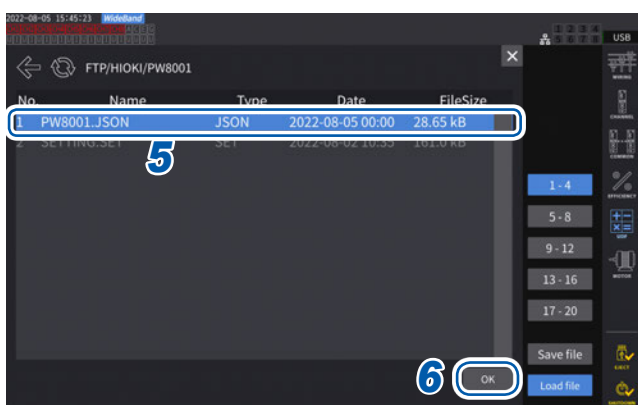 2022-08-05 15:45:23 WideBand
USB
FTP/HIOKI/PW8001
No. Name Type Date FileSize
1 PW8001.JSON JSON 2022-08-05 00:00 28.65 kB
2 SETTING.SET SET 2022-08-02 10:35 161.0 kB
5
WIRING
CHANNEL
COMMON
1 - 4
EFFICIENCY
5 - 8
UDF
9 - 12
MOTOR
13 - 16
17 - 20
Save file
EJECT
6
OK
Load file
SHUTDOWN